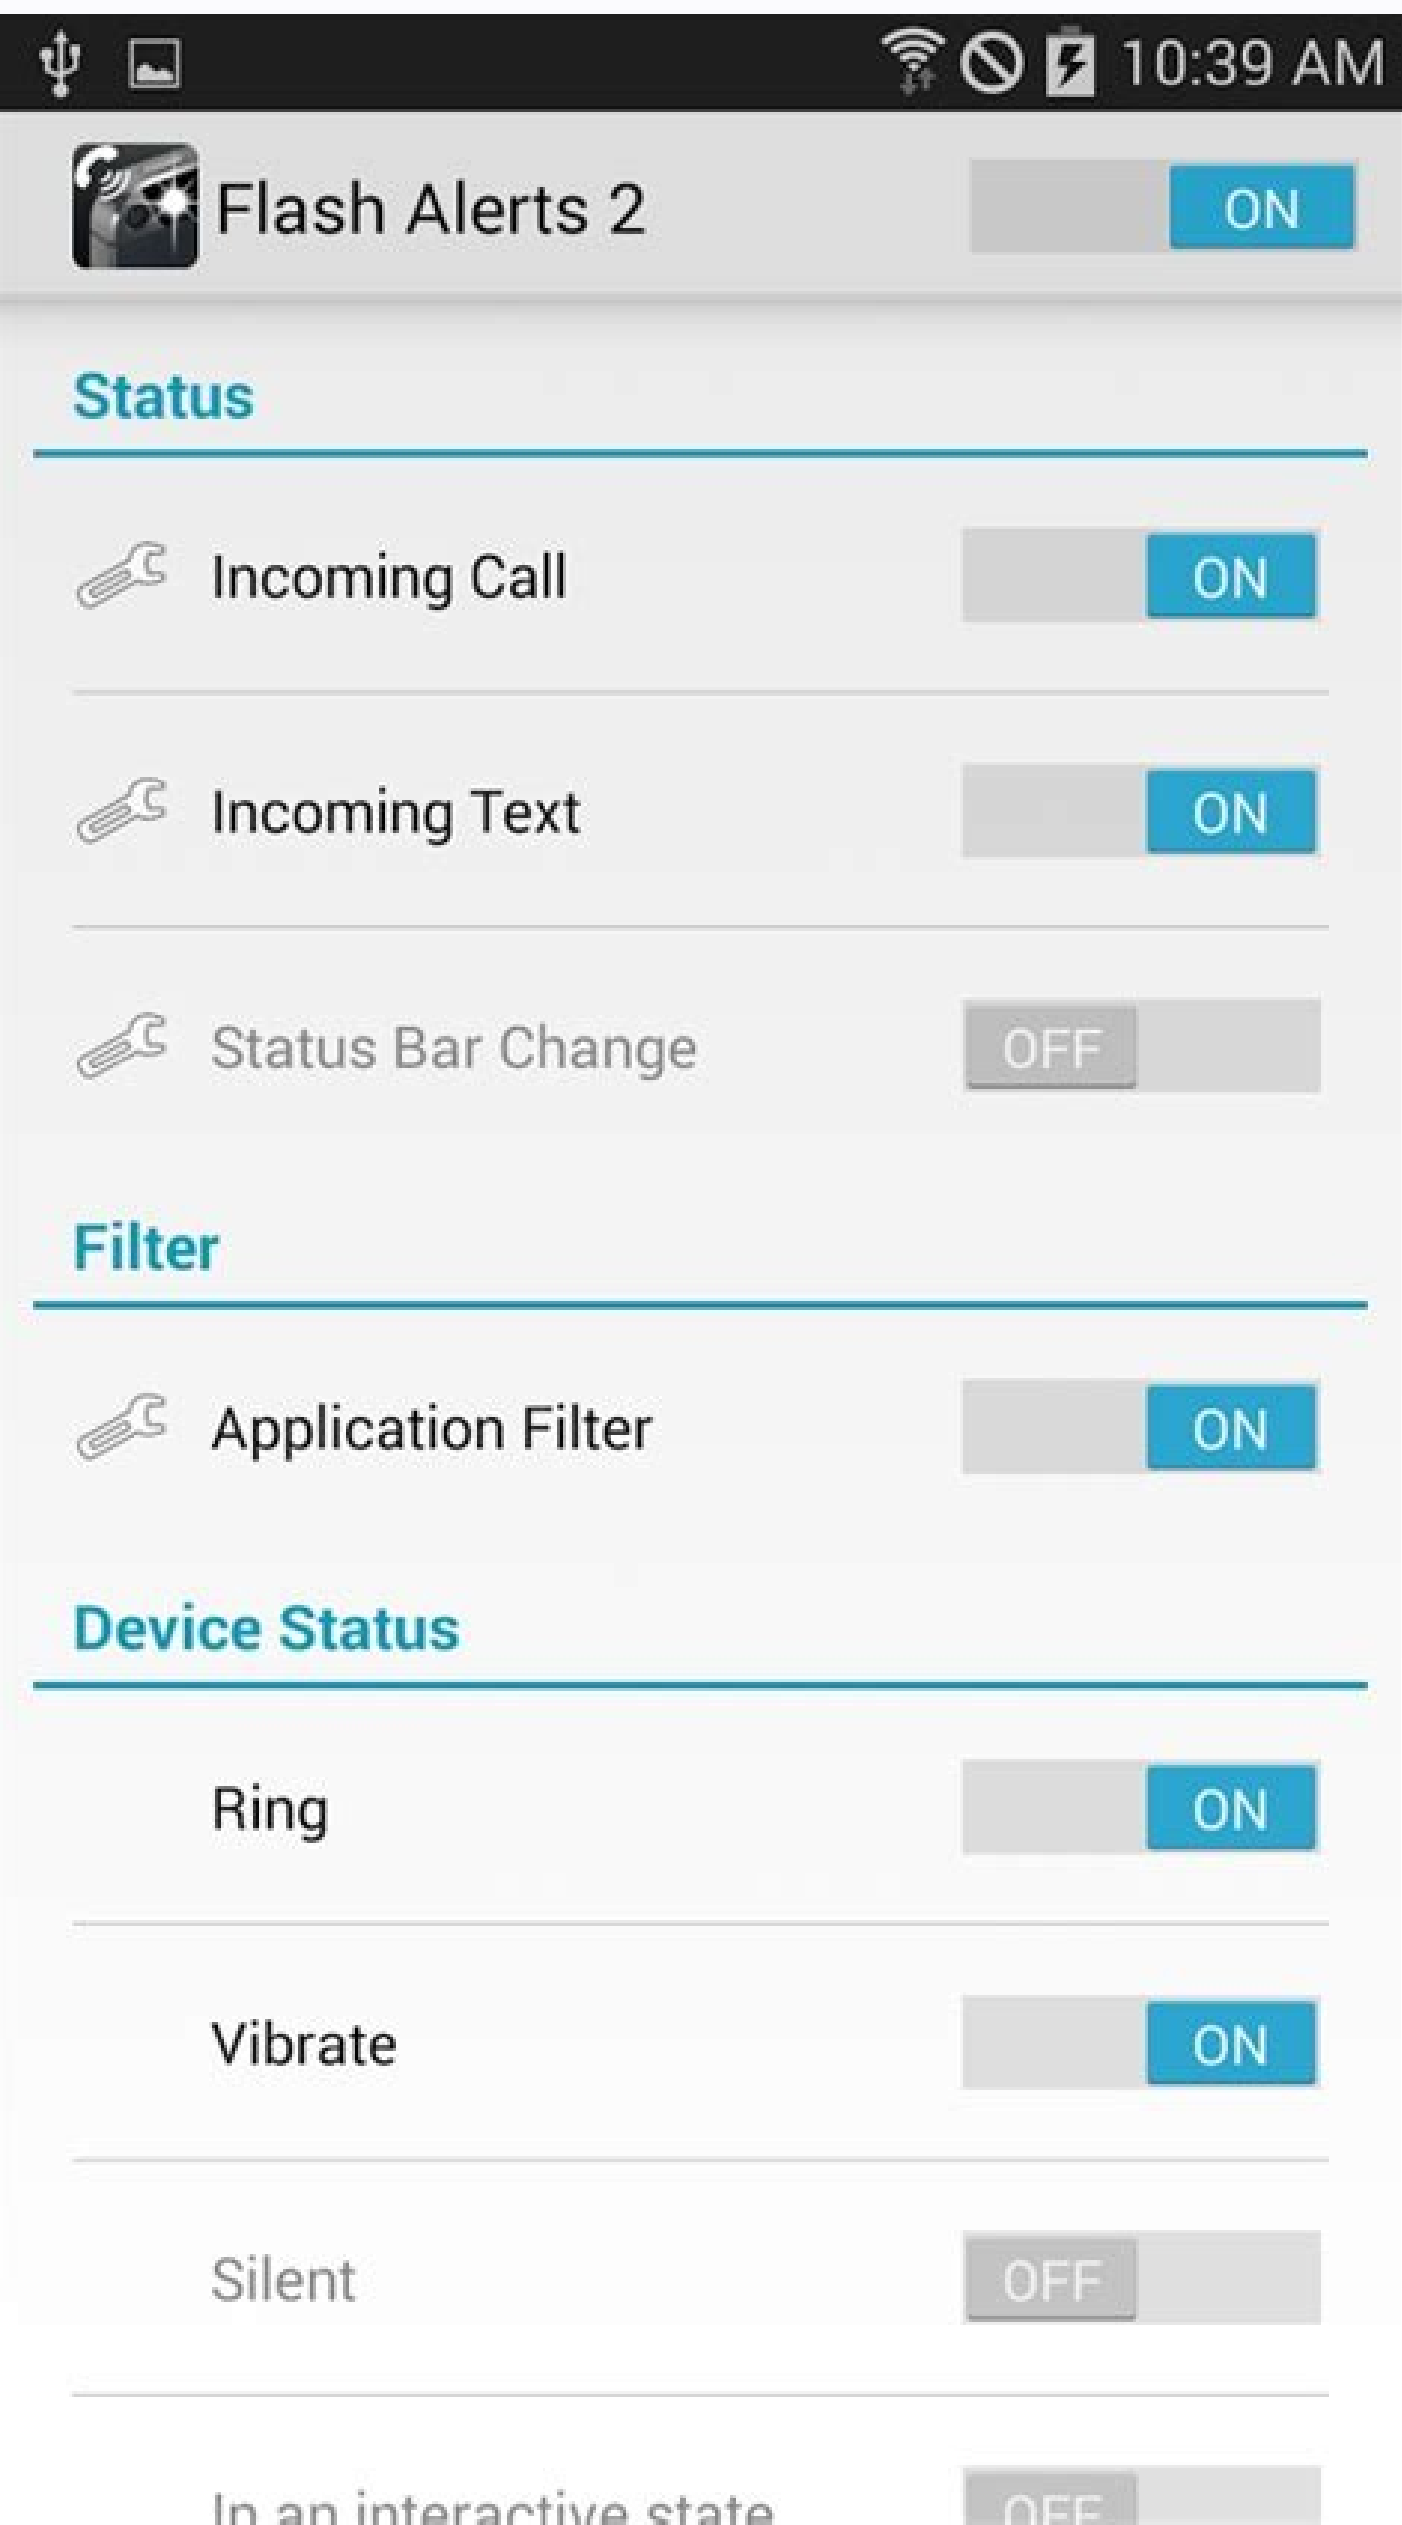 10:39 AM
Flash Alerts 2 ON
Status
Incoming Call ON
Incoming Text ON
Status Bar Change OFF
Filter
Application Filter ON
Device Status
Ring ON
Vibrate ON
Silent OFF
In an interactive state OFF